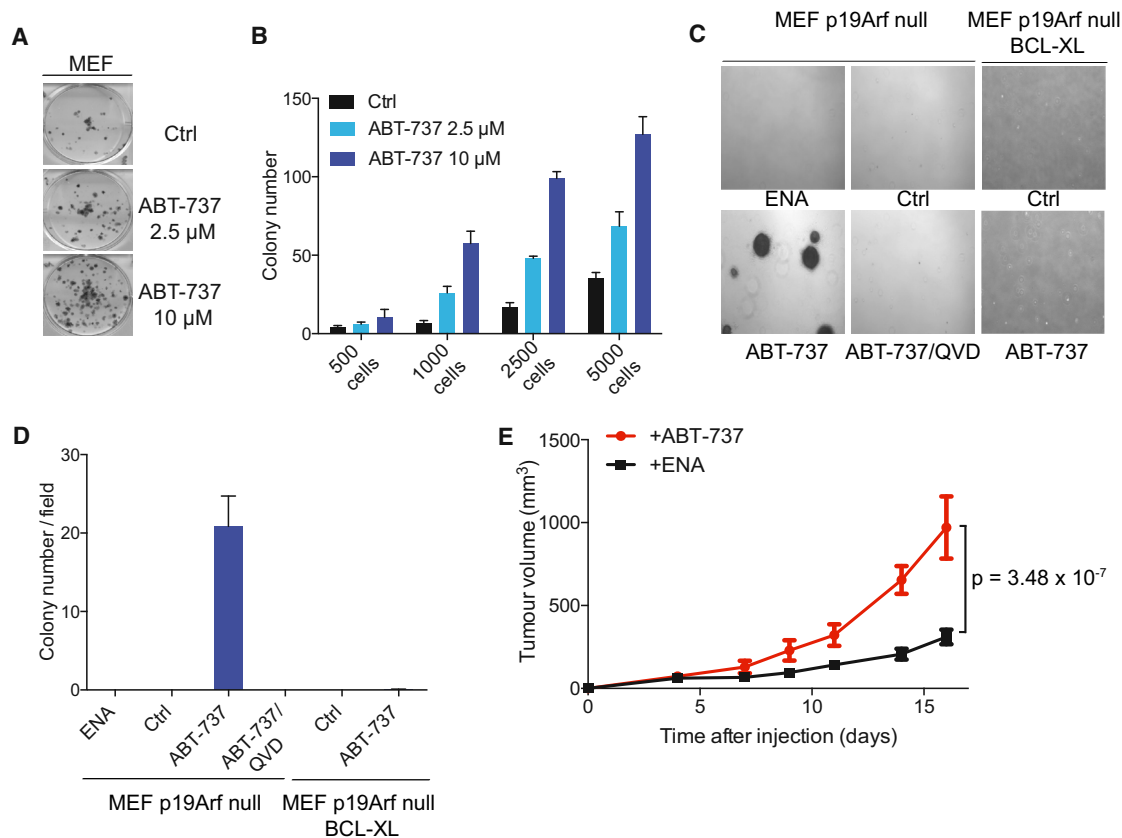 A
MEF
Ctrl
ABT-737
2.5 µM
ABT-737
10 µM
B
Colony number
150
100
50
0
Ctrl
ABT-737 2.5 µM
ABT-737 10 µM
500
cells
1000
cells
2500
cells
5000
cells
C
MEF p19Arf null
MEF p19Arf null
BCL-XL
ENA
Ctrl
Ctrl
ABT-737
ABT-737/QVD
ABT-737
D
Colony number / field
30
20
10
0
ENA
Ctrl
ABT-737
ABT-737/
QVD
Ctrl
ABT-737
MEF p19Arf null
MEF p19Arf null
BCL-XL
E
Tumour volume (mm³)
1500
1000
500
0
+ABT-737
+ENA
p = 3.48 x 10⁻⁷
0
5
10
15
Time after injection (days)